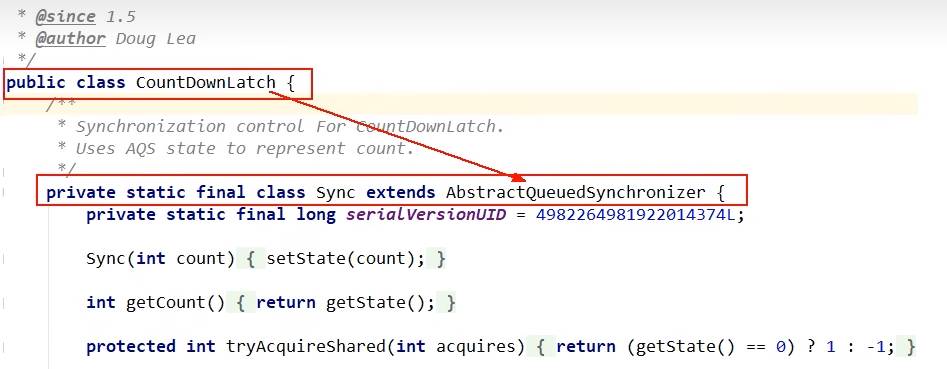 * @since 1.5
* @author Doug Lea
*/
public class CountDownLatch {
/**
* Synchronization control For CountDownLatch.
* Uses AQS state to represent count.
*/
private static final class Sync extends AbstractQueuedSynchronizer {
private static final long serialVersionUID = 4982264981922014374L;
Sync(int count) { setState(count); }
int getCount() { return getState(); }
protected int tryAcquireShared(int acquires) { return (getState() == 0) ? 1 : -1; }